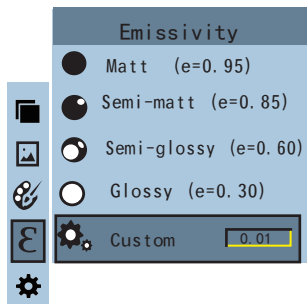 Emissivity
Matt (e=0.95)
Semi-matt (e=0.85)
Semi-glossy (e=0.60)
Glossy (e=0.30)
ε
Custom 0.01